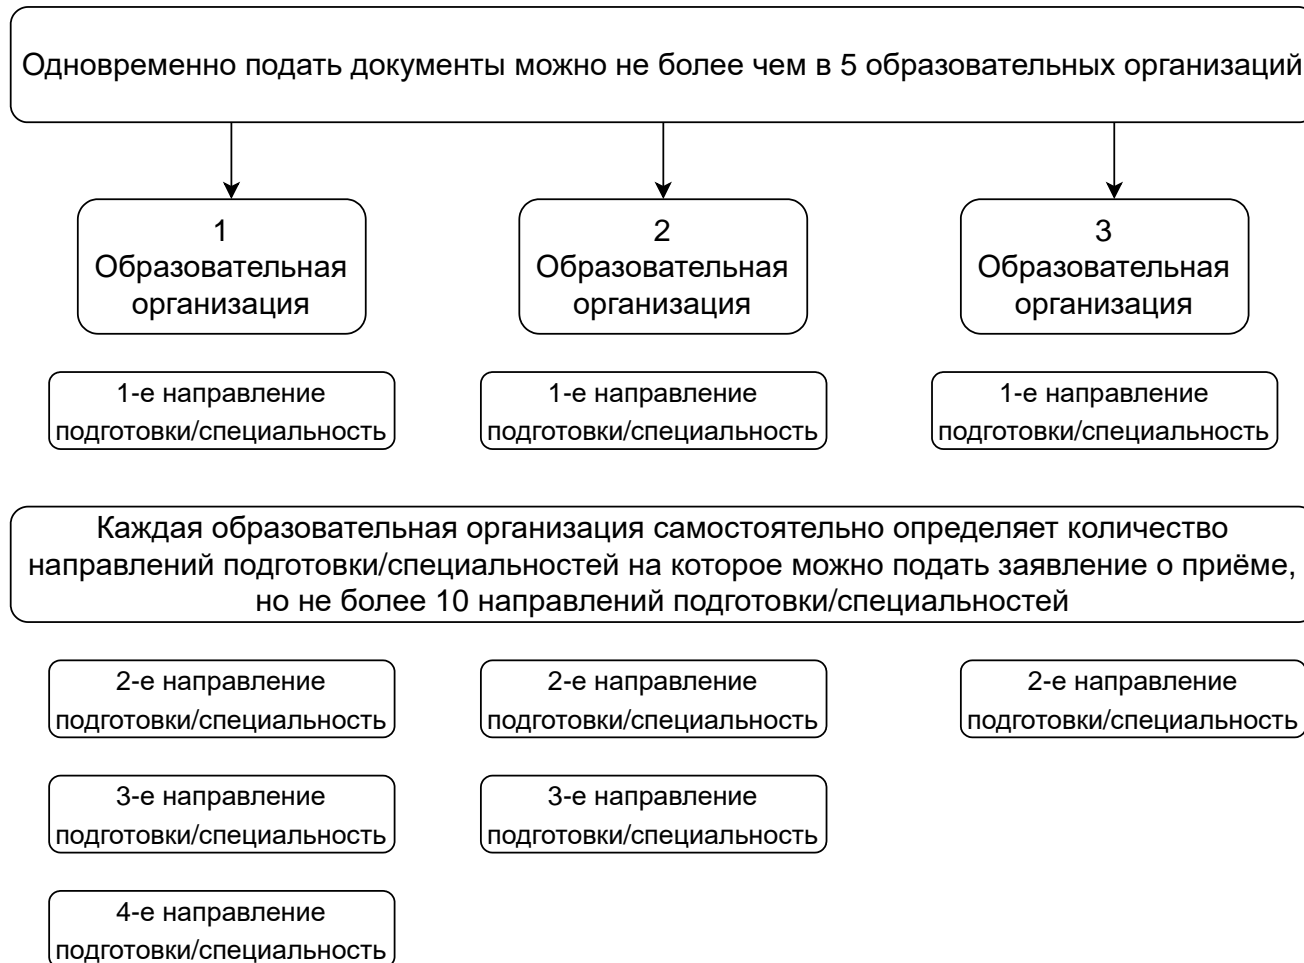 Одновременно подать документы можно не более чем в 5 образовательных организаций
1
Образовательная
организация
2
Образовательная
организация
3
Образовательная
организация
1-е направление
подготовки/специальность
1-е направление
подготовки/специальность
1-е направление
подготовки/специальность
Каждая образовательная организация самостоятельно определяет количество
направлений подготовки/специальностей на которое можно подать заявление о приёме,
но не более 10 направлений подготовки/специальностей
2-е направление
подготовки/специальность
2-е направление
подготовки/специальность
2-е направление
подготовки/специальность
3-е направление
подготовки/специальность
3-е направление
подготовки/специальность
4-е направление
подготовки/специальность